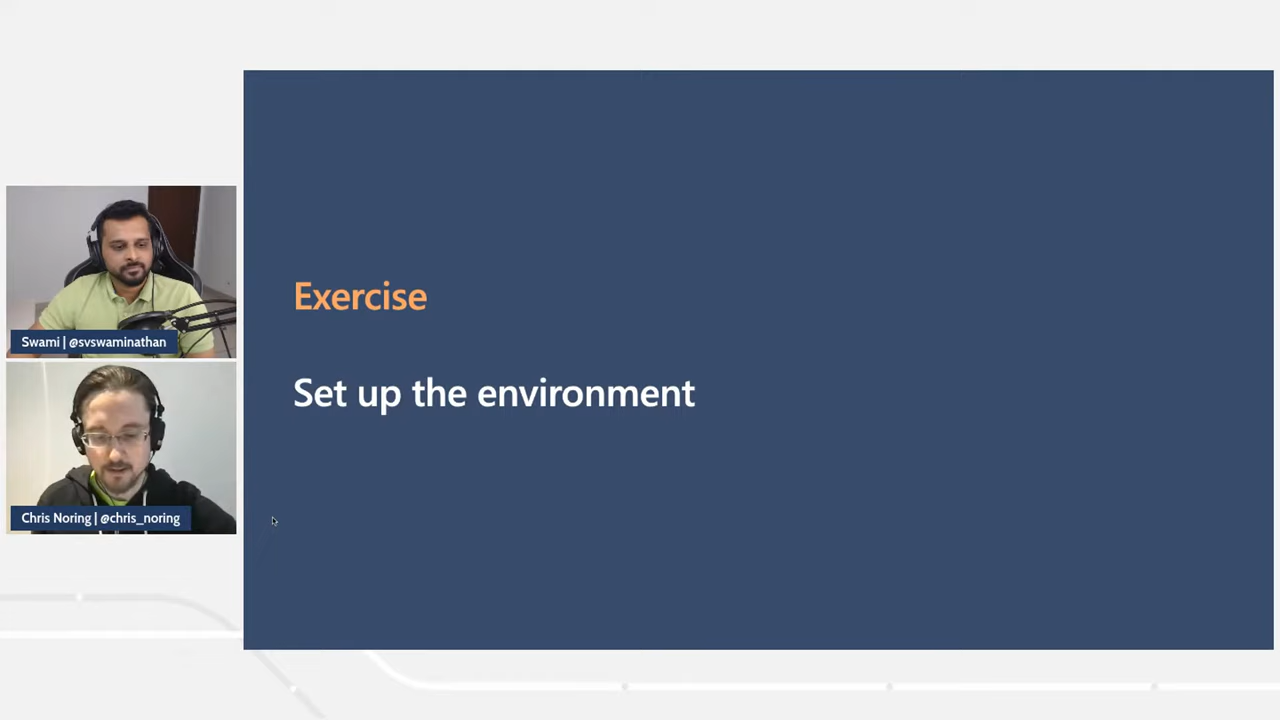 Exercise
Set up the environment
Swami | @svswaminathan
Chris Noring | @chris_noring